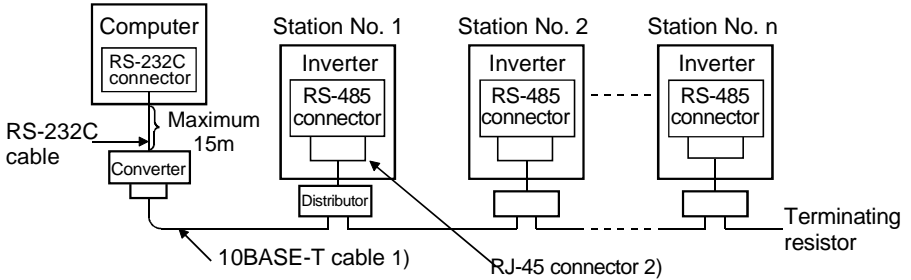 Computer
RS-232C
connector
RS-232C
cable
Maximum
15m
Converter
Station No. 1
Inverter
RS-485
connector
Distributor
Station No. 2
Inverter
RS-485
connector
Station No. n
Inverter
RS-485
connector
Terminating
resistor
10BASE-T cable 1)
RJ-45 connector 2)